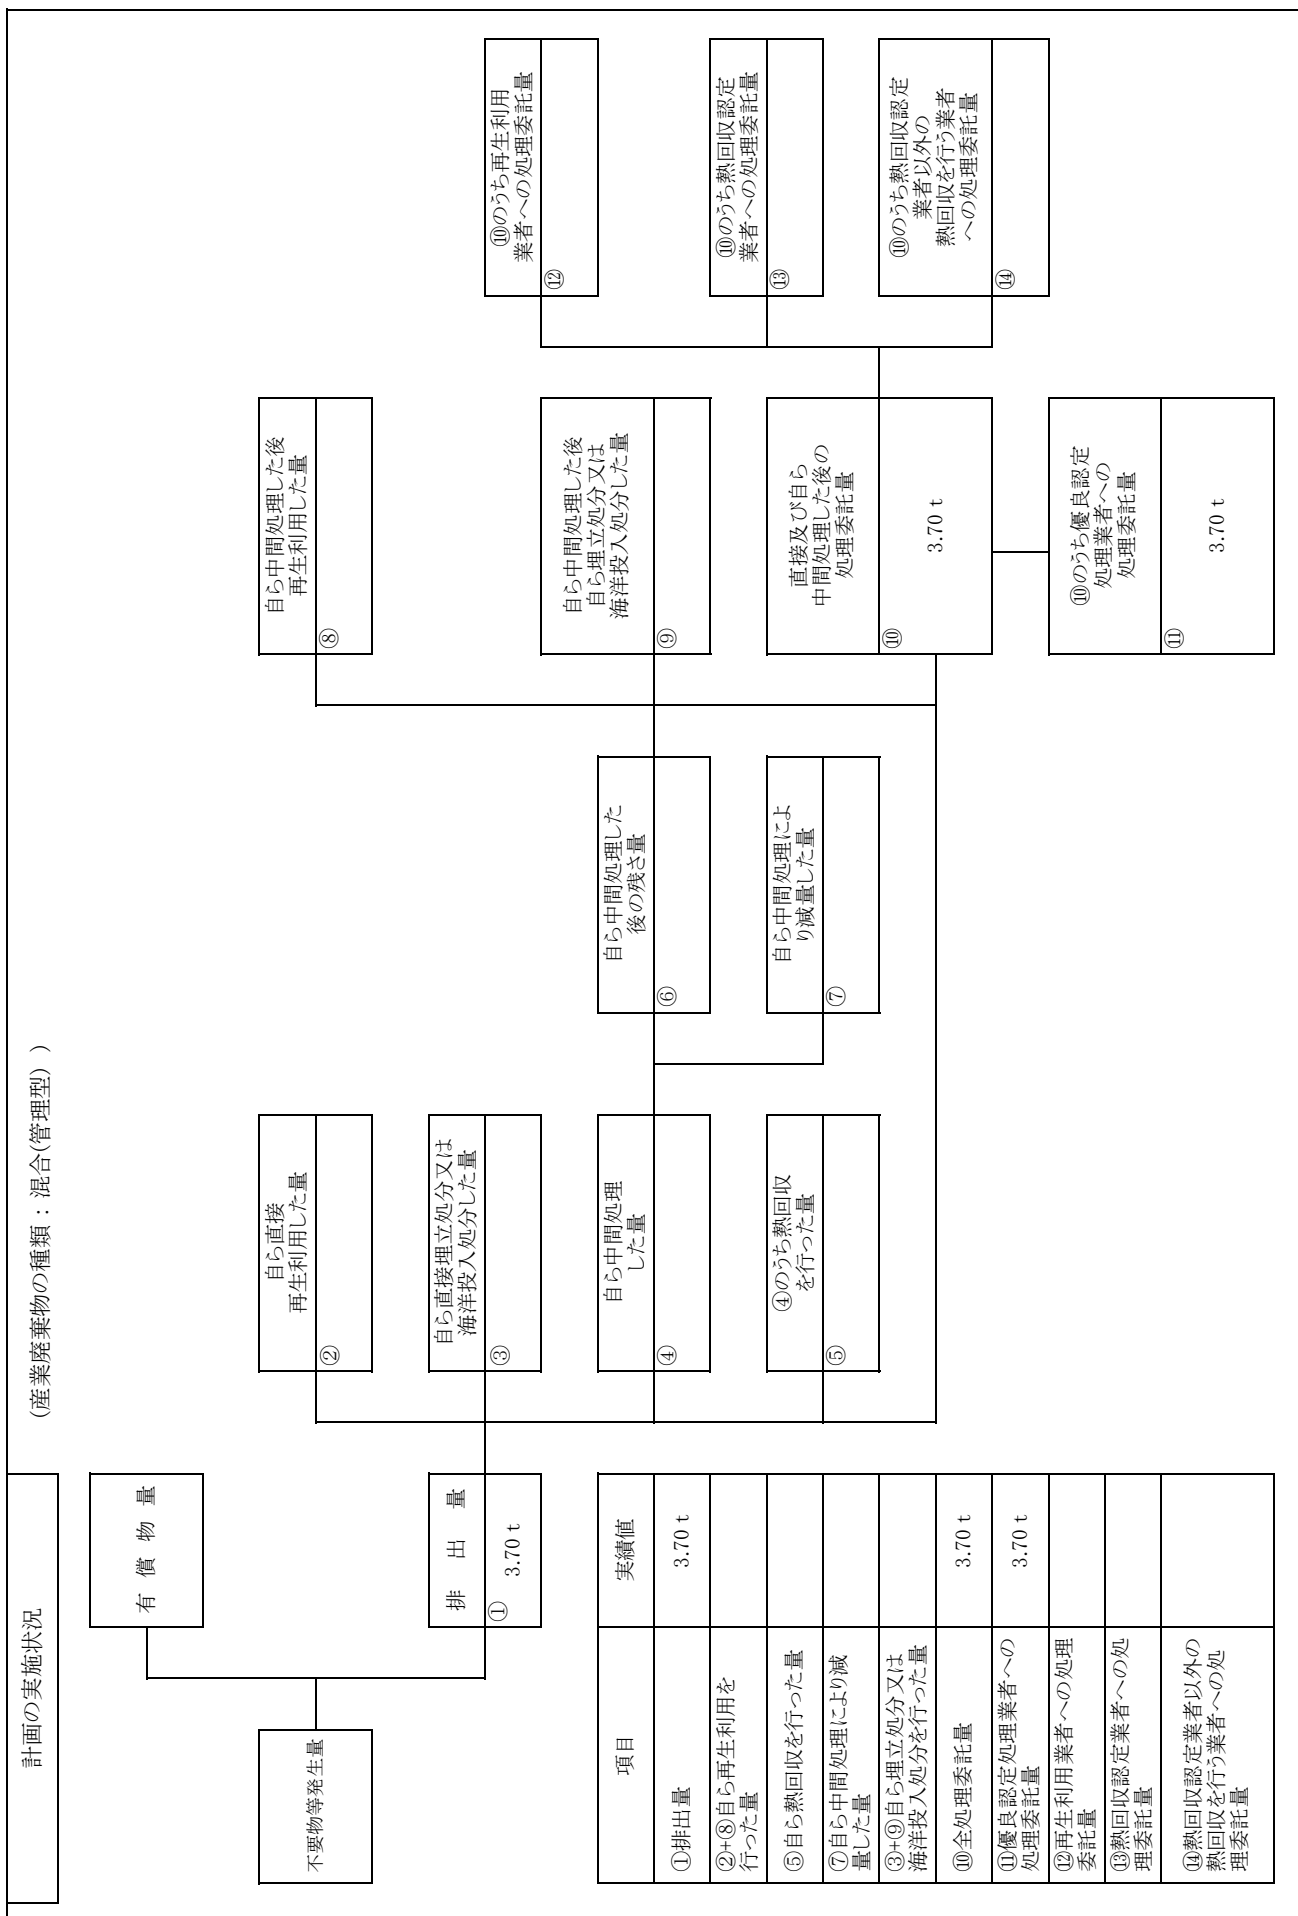 計画の実施状況
(産業廃棄物の種類：混合(管理型) )
不要物等発生量
有 償 物 量
排 出 量
①
3.70 t
自ら直接
再生利用した量
②
自ら直接埋立処分又は
海洋投入処分した量
③
自ら中間処理
した量
④
④のうち熱回収
を行った量
⑤
自ら中間処理した
後の残さ量
⑥
自ら中間処理によ
り減量した量
⑦
自ら中間処理した後
再生利用した量
⑧
自ら中間処理した後
自ら埋立処分又は
海洋投入処分した量
⑨
直接及び自ら
中間処理した後の
処理委託量
⑩
3.70 t
⑩のうち優良認定
処理業者への
処理委託量
⑪
3.70 t
⑩のうち再生利用
業者への処理委託量
⑫
⑩のうち熱回収認定
業者への処理委託量
⑬
⑩のうち熱回収認定
業者以外の
熱回収を行う業者
への処理委託量
⑭
項目
実績値
①排出量
3.70 t
②+⑧自ら再生利用を
行った量
⑤自ら熱回収を行った量
⑦自ら中間処理により減
量した量
③+⑨自ら埋立処分又は
海洋投入処分を行った量
⑩全処理委託量
3.70 t
⑪優良認定処理業者への
処理委託量
3.70 t
⑫再生利用業者への処理
委託量
⑬熱回収認定業者への処
理委託量
⑭熱回収認定業者以外の
熱回収を行う業者への処
理委託量